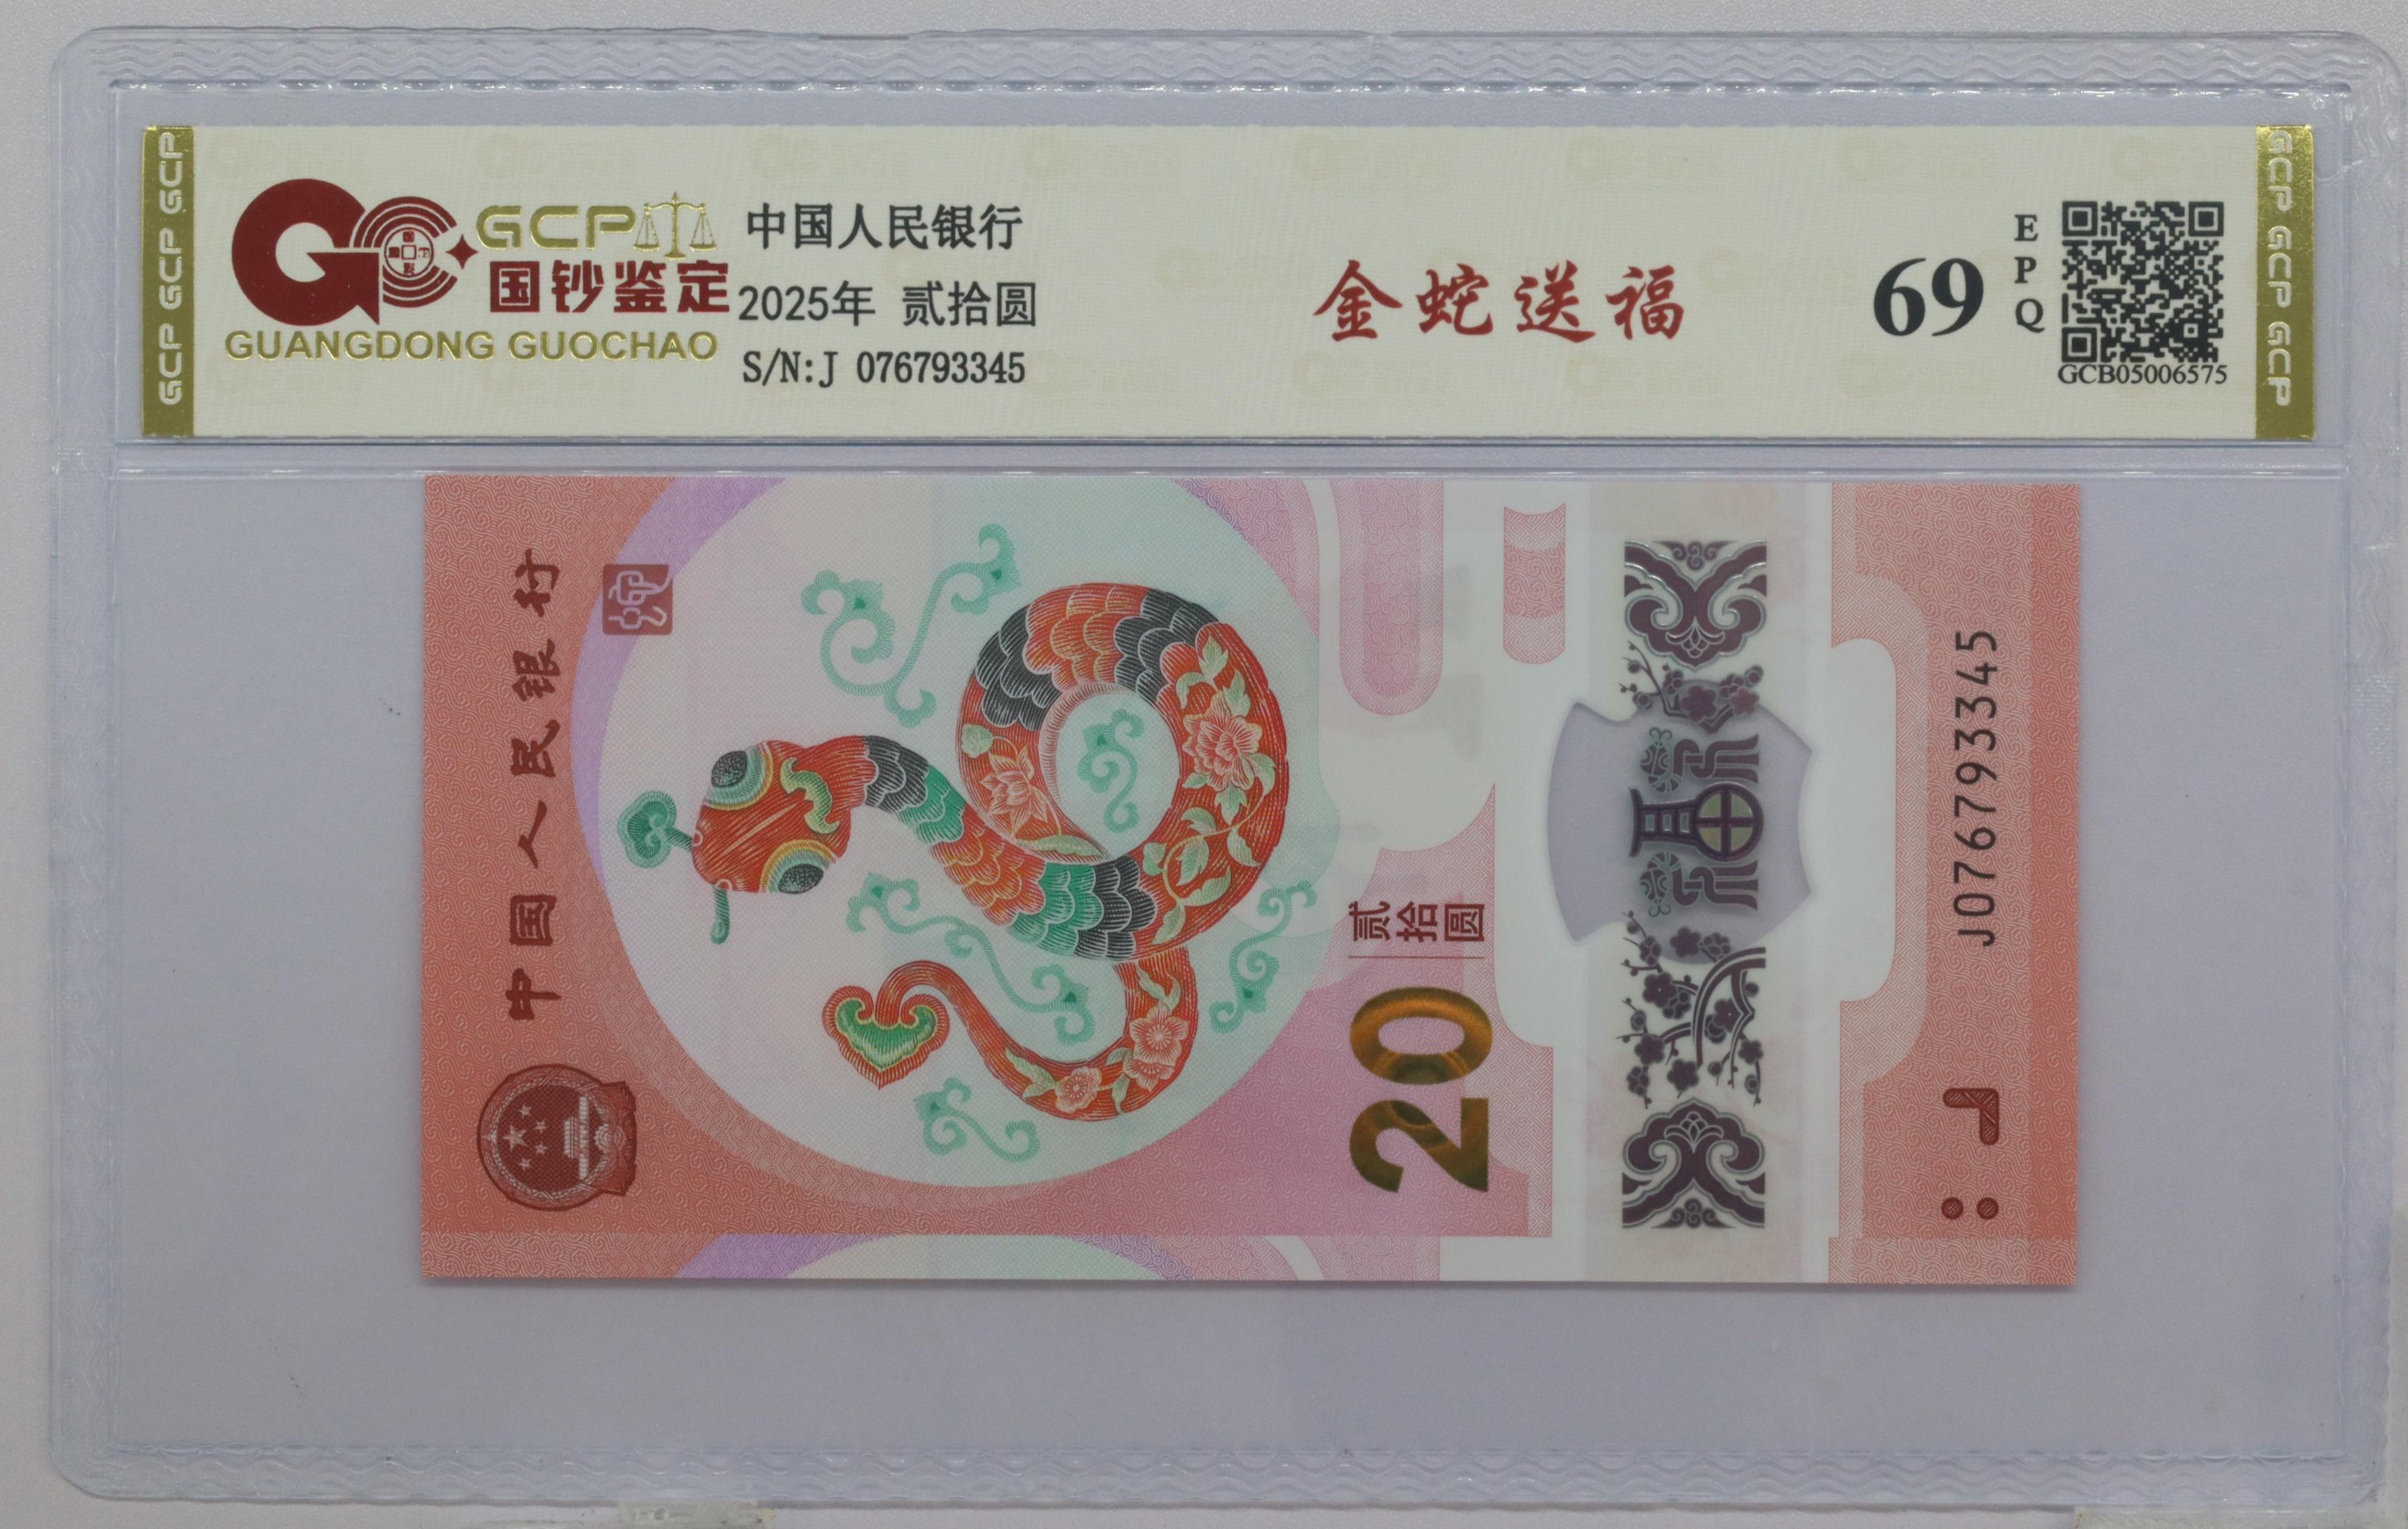 GCP GCP GCP
GCP
国钞鉴定
GUANGDONG GUOCHAO
中国人民银行
2025年 贰拾圆
S/N:J 076793345
金蛇送福
69
EPQ
GCB05006575
GCP GCP GCP
中国人民银行
20
贰拾圆
福
J076793345